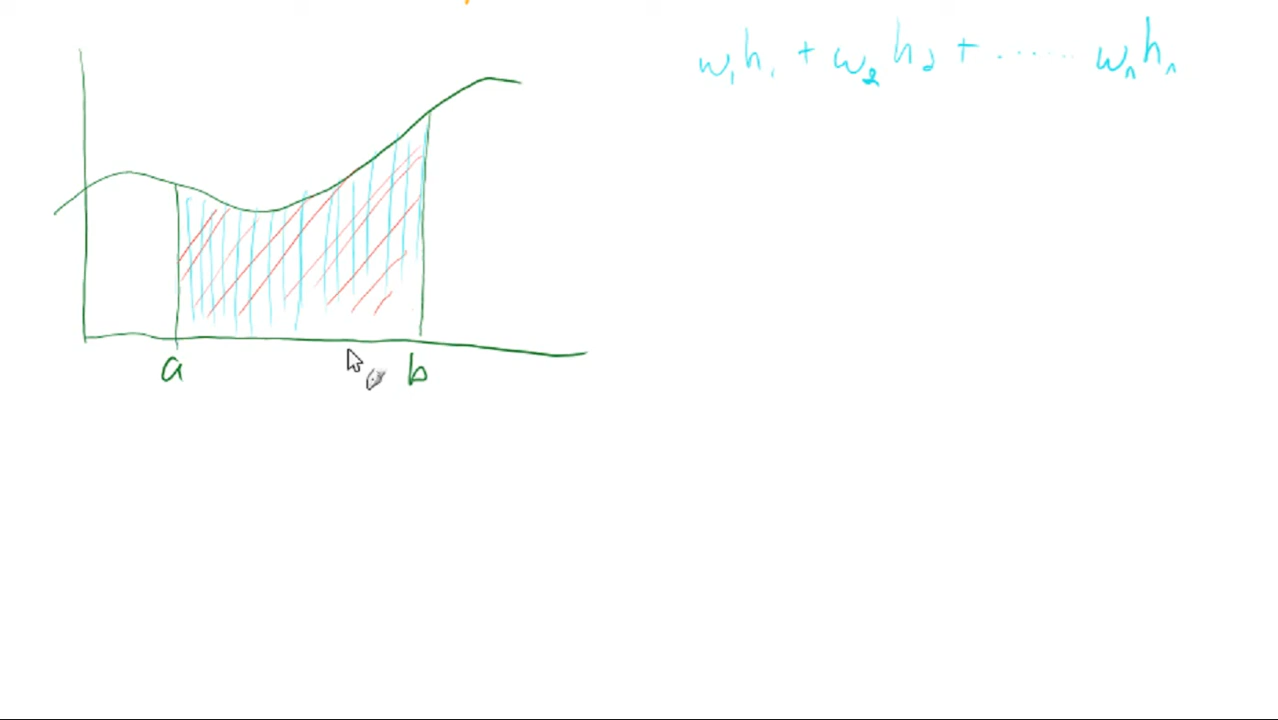 w₁h₁ + w₂h₂ + ...... wₙhₙ
a b